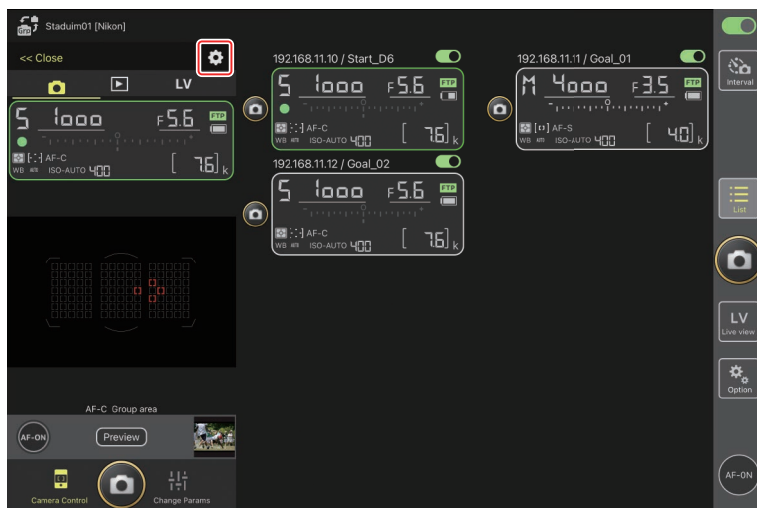 Grp Staduim01 [Nikon]
<< Close
LV
S 1000 F5.6 FTP
AF-C
WB ISO-AUTO 400 [ 7.6] k
AF-C Group area
AF-ON Preview
Camera Control Change Params
192.168.11.10 / Start_D6
S 1000 F5.6 FTP
AF-C
WB ISO-AUTO 400 [ 7.6] k
192.168.11.11 / Goal_01
M 4000 F3.5 FTP
AF-S
WB ISO-AUTO 400 [ 4.0] k
192.168.11.12 / Goal_02
S 1000 F5.6 FTP
AF-C
WB ISO-AUTO 400 [ 7.6] k
Interval
List
LV
Live view
Option
AF-ON